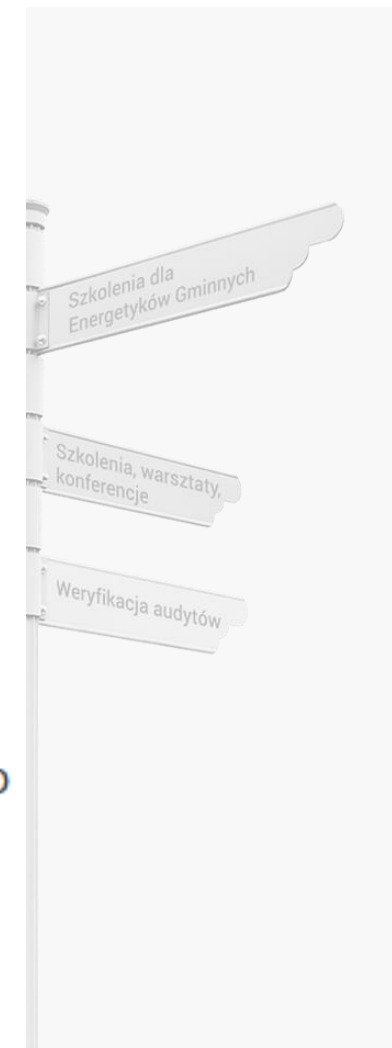 Szkolenia dla
Energetyków Gminnych
Szkolenia, warsztaty,
konferencje
Weryfikacja audytów